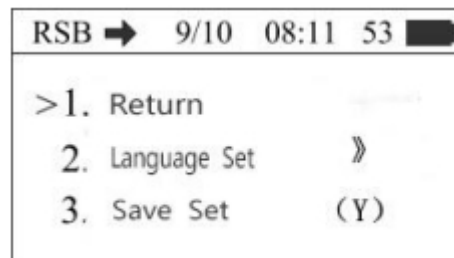 RSB ➡ 9/10 08:11 53
>1. Return
2. Language Set 》
3. Save Set (Y)